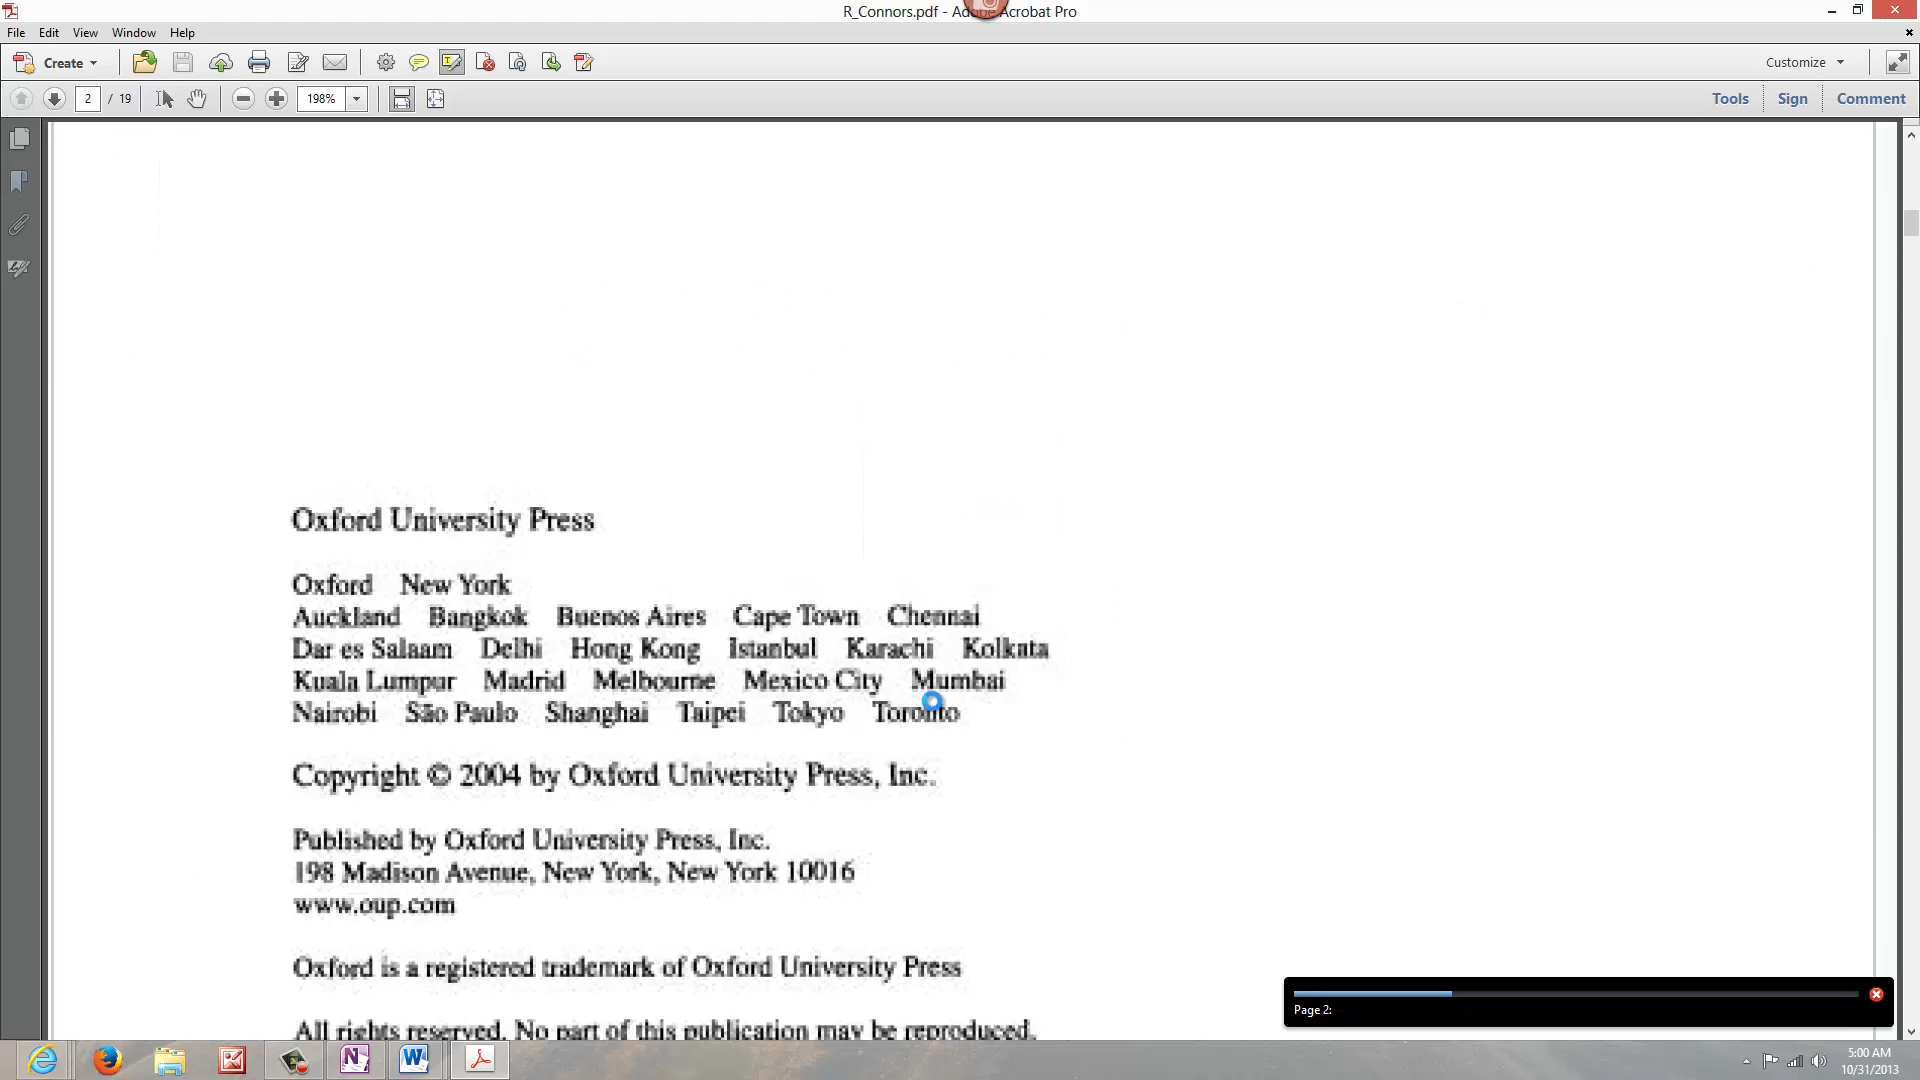 R_Connors.pdf - Adobe Acrobat Pro
File Edit View Window Help
Create Customize
2 / 19 198% Tools Sign Comment
Oxford University Press
Oxford New York
Auckland Bangkok Buenos Aires Cape Town Chennai
Dar es Salaam Delhi Hong Kong Istanbul Karachi Kolkata
Kuala Lumpur Madrid Melbourne Mexico City Mumbai
Nairobi São Paulo Shanghai Taipei Tokyo Toronto
Copyright © 2004 by Oxford University Press, Inc.
Published by Oxford University Press, Inc.
198 Madison Avenue, New York, New York 10016
www.oup.com
Oxford is a registered trademark of Oxford University Press
All rights reserved. No part of this publication may be reproduced,
Page 2:
5:00 AM
10/31/2013